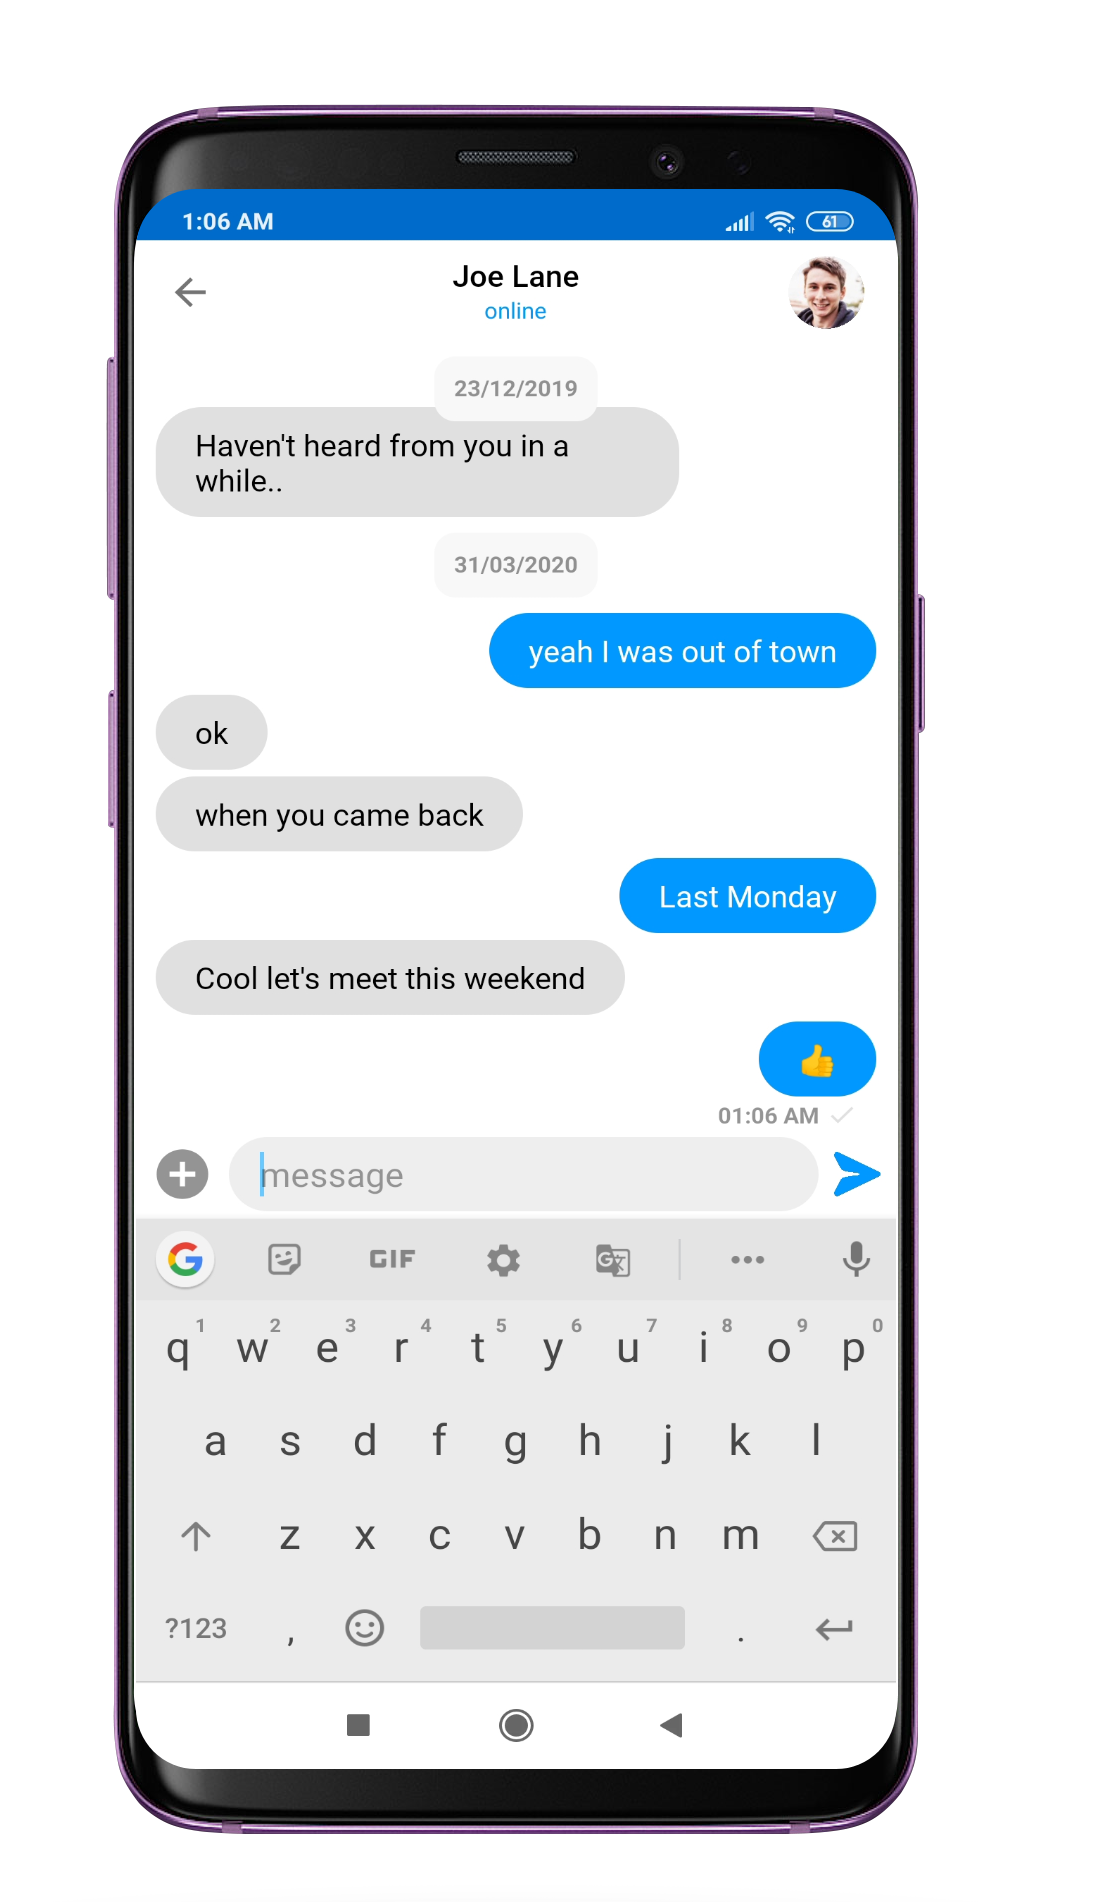 1:06 AM
61
Joe Lane
online
23/12/2019
Haven't heard from you in a
while..
31/03/2020
yeah I was out of town
ok
when you came back
Last Monday
Cool let's meet this weekend
👍
01:06 AM
message
G GIF G文
1 2 3 4 5 6 7 8 9 0
q w e r t y u i o p
a s d f g h j k l
z x c v b n m
?123 , .